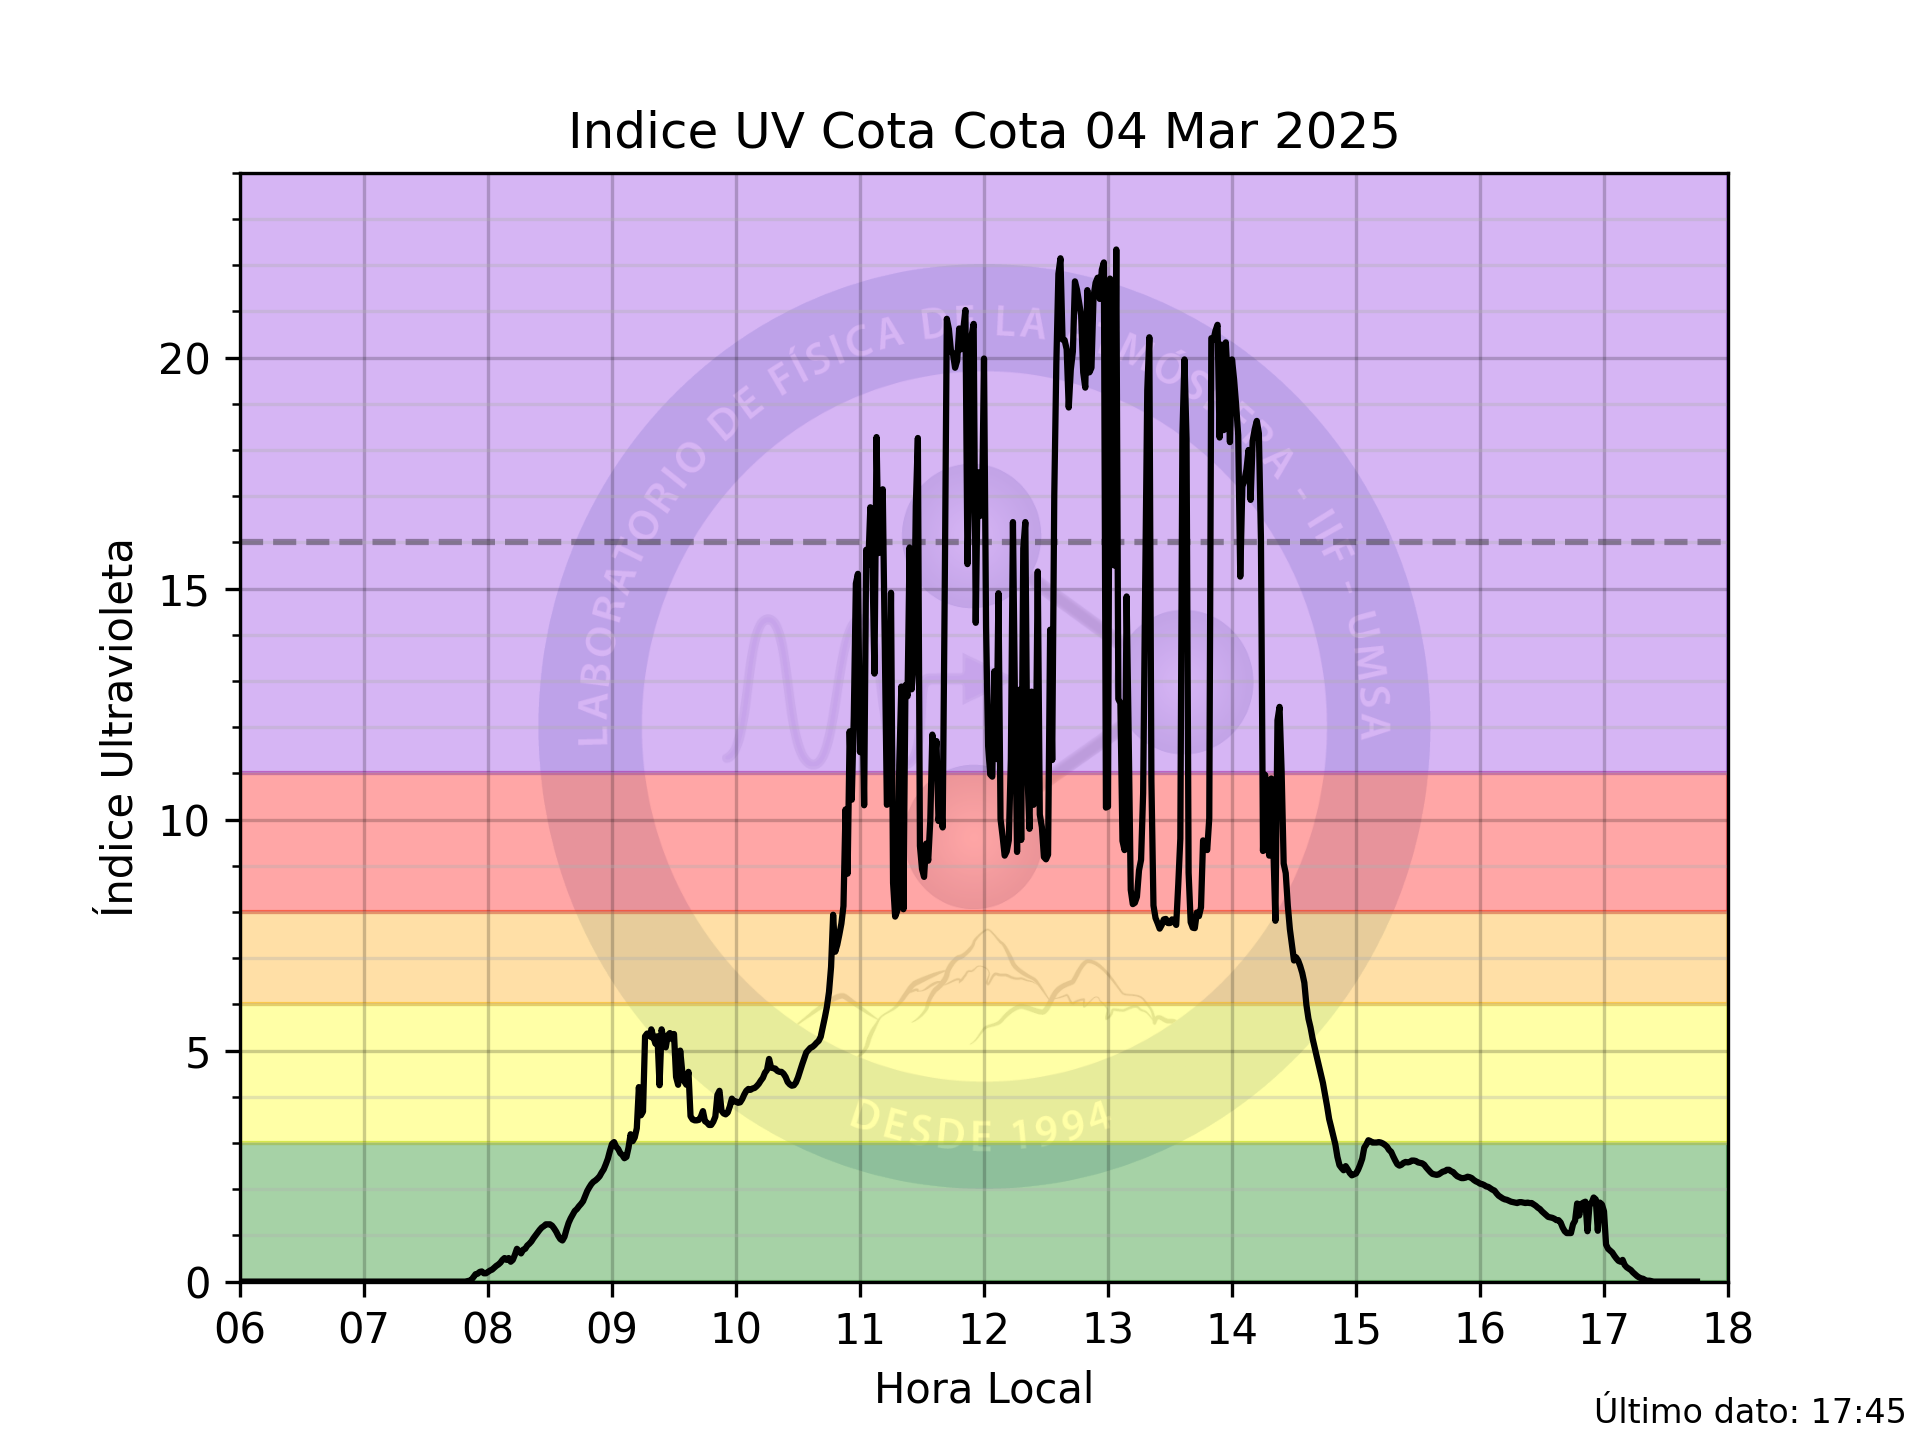 Indice UV Cota Cota 04 Mar 2025
Índice Ultravioleta
20
15
10
5
0
06 07 08 09 10 11 12 13 14 15 16 17 18
Hora Local
Último dato: 17:45
LABORATORIO DE FÍSICA DE LA - IIF - UMSA
DESDE 1994